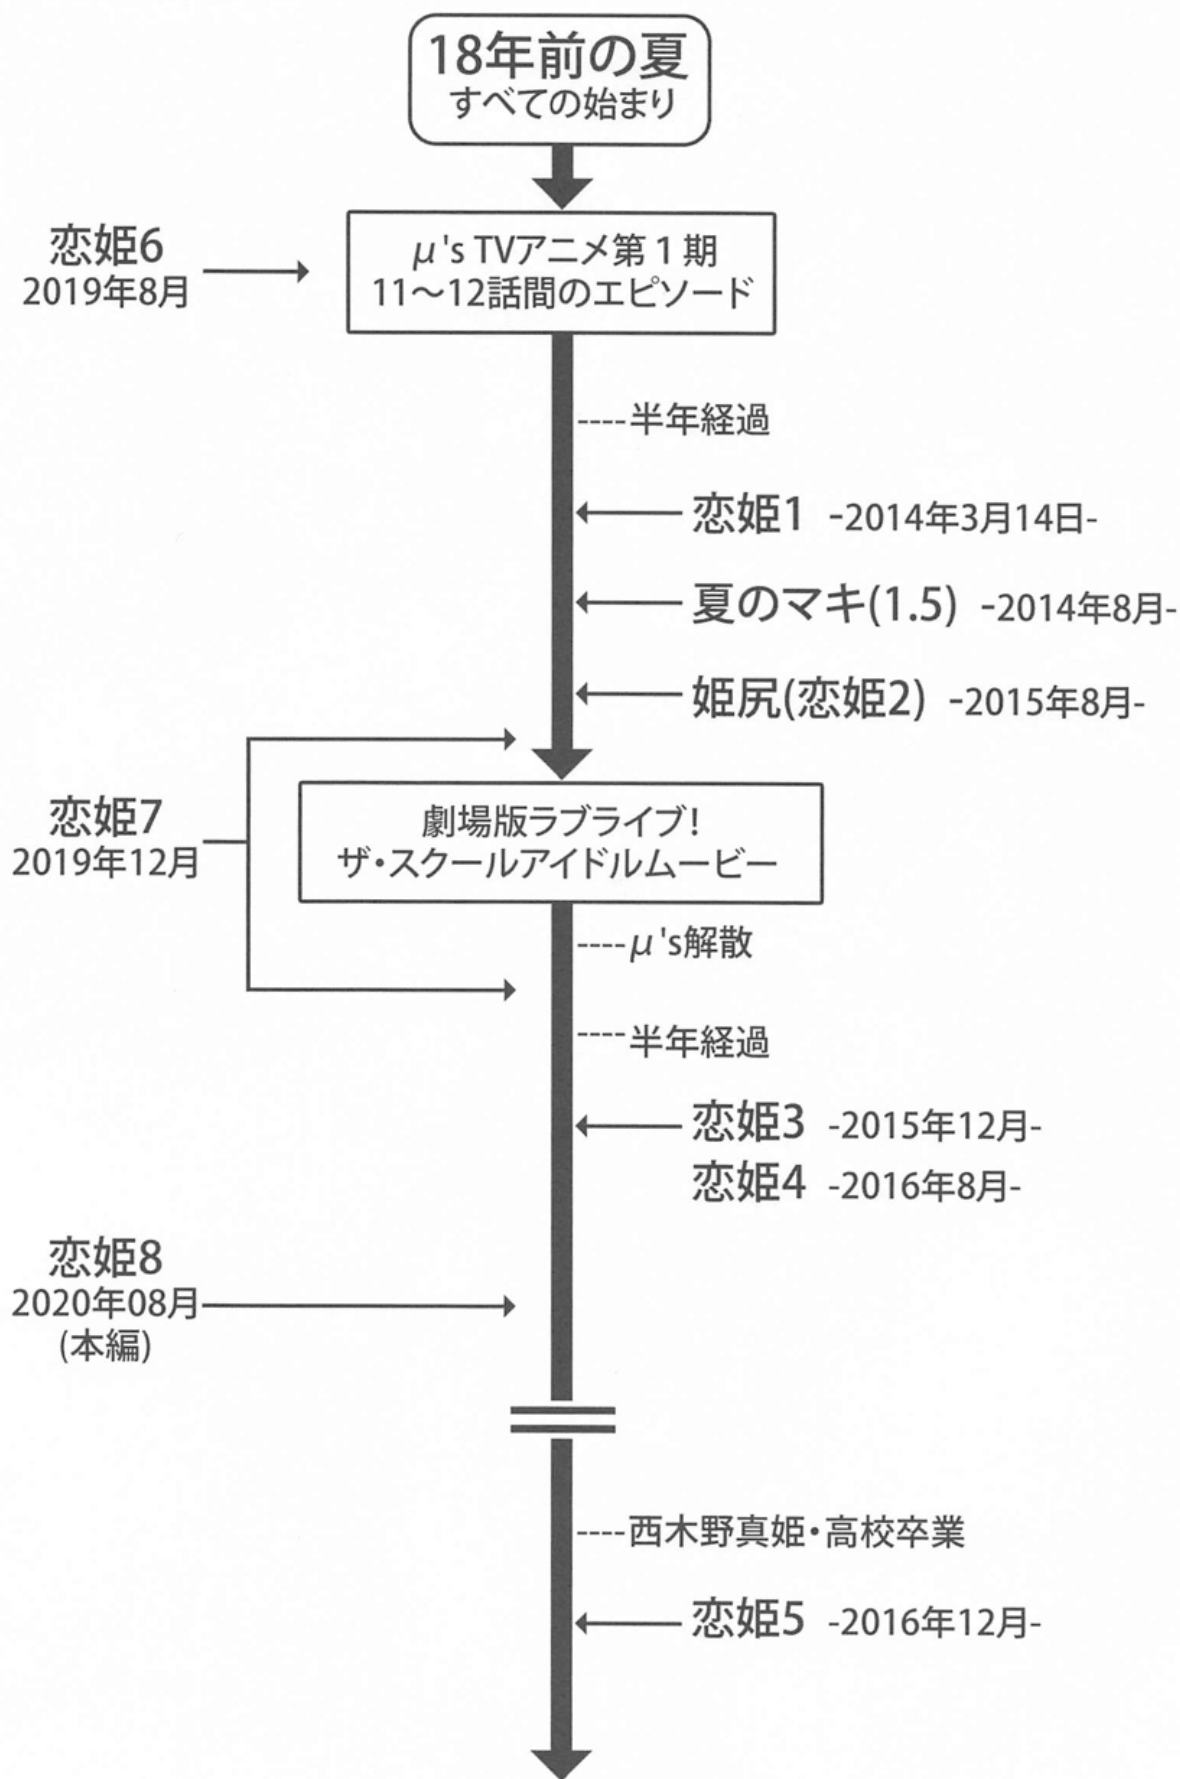 18年前の夏
すべての始まり
恋姫6
2019年8月
μ's TVアニメ第1期
11～12話間のエピソード
----半年経過
恋姫1 -2014年3月14日-
夏のマキ(1.5) -2014年8月-
姫尻(恋姫2) -2015年8月-
恋姫7
2019年12月
劇場版ラブライブ!
ザ・スクールアイドルムービー
----μ's解散
----半年経過
恋姫3 -2015年12月-
恋姫4 -2016年8月-
恋姫8
2020年08月
(本編)
----西木野真姫・高校卒業
恋姫5 -2016年12月-